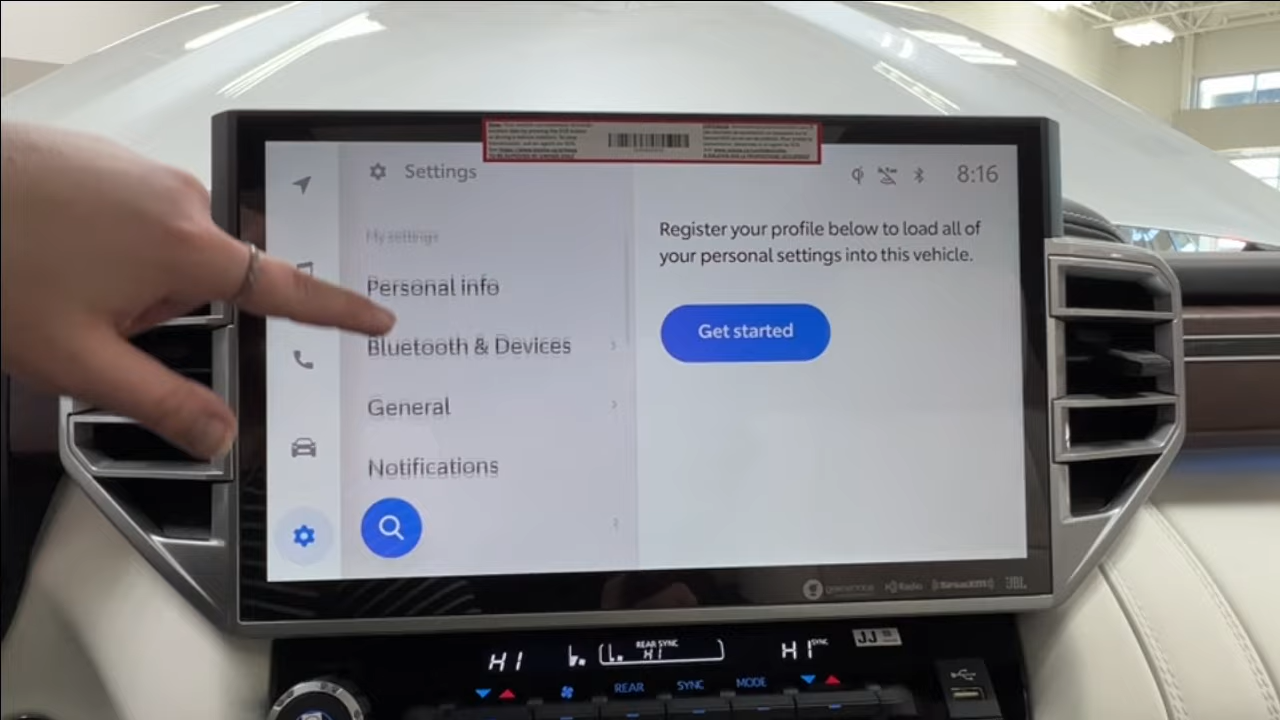 Settings
8:16
My settings
Personal info
Bluetooth & Devices
General
Notifications
Register your profile below to load all of
your personal settings into this vehicle.
Get started
Radio
SiriusXM
JBL
HI
REAR SYNC
HI
HI SYNC
JJ
REAR
SYNC
MODE